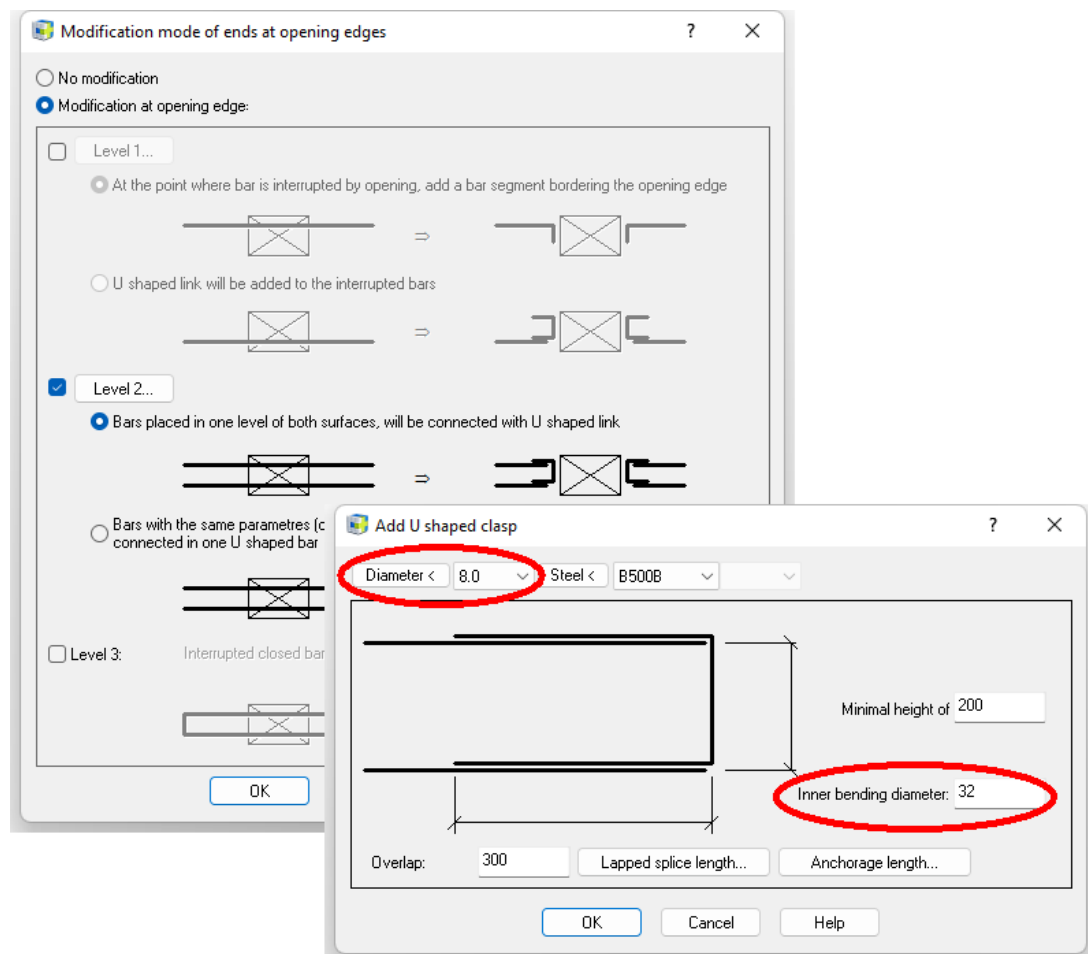 Modification mode of ends at opening edges
?
No modification
Modification at opening edge:
Level 1...
At the point where bar is interrupted by opening, add a bar segment bordering the opening edge
U shaped link will be added to the interrupted bars
Level 2...
Bars placed in one level of both surfaces, will be connected with U shaped link
Bars with the same parametres (c
connected in one U shaped bar
Level 3:
Interrupted closed bar
OK
Add U shaped clasp
?
Diameter <
8.0
Steel <
B500B
Minimal height of
200
Inner bending diameter:
32
Overlap:
300
Lapped splice length...
Anchorage length...
OK
Cancel
Help